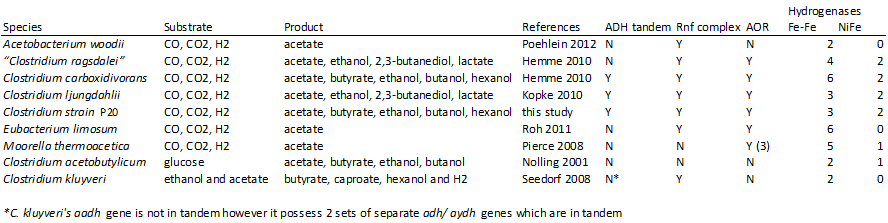 Hydrogenases
Species Substrate Product References ADH tandem Rnf complex AOR Fe-Fe NiFe
Acetobacterium woodii CO, CO2, H2 acetate Poehlein 2012 N Y N 2 0
“Clostridium ragsdalei” CO, CO2, H2 acetate, ethanol, 2,3-butanediol, lactate Hemme 2010 N Y Y 4 2
Clostridium carboxidivorans CO, CO2, H2 acetate, butyrate, ethanol, butanol, hexanol Hemme 2010 Y Y Y 6 2
Clostridium ljungdahlii CO, CO2, H2 acetate, ethanol, 2,3-butanediol, lactate Kopke 2010 Y Y Y 3 2
Clostridium strain P20 CO, CO2, H2 acetate, butyrate, ethanol, butanol, hexanol this study Y Y Y 3 2
Eubacterium limosum CO, CO2, H2 acetate Roh 2011 N Y Y 6 0
Moorella thermoacetica CO, CO2, H2 acetate Pierce 2008 N N Y (3) 5 1
Clostridium acetobutylicum glucose acetate, butyrate, ethanol, butanol Nolling 2001 N N N 2 1
Clostridium kluyveri ethanol and acetate butyrate, caproate, hexanol and H2 Seedorf 2008 N* Y N 2 0
*C. kluyveri's aadh gene is not in tandem however it possess 2 sets of separate adh/ aydh genes which are in tandem